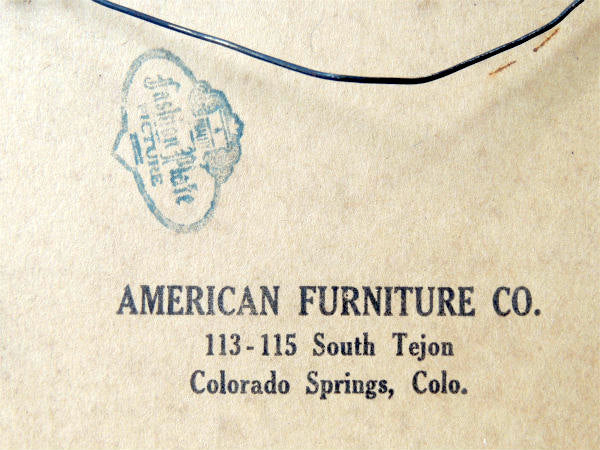 Fashion Plate
PICTURE
AMERICAN FURNITURE CO.
113-115 South Tejon
Colorado Springs, Colo.